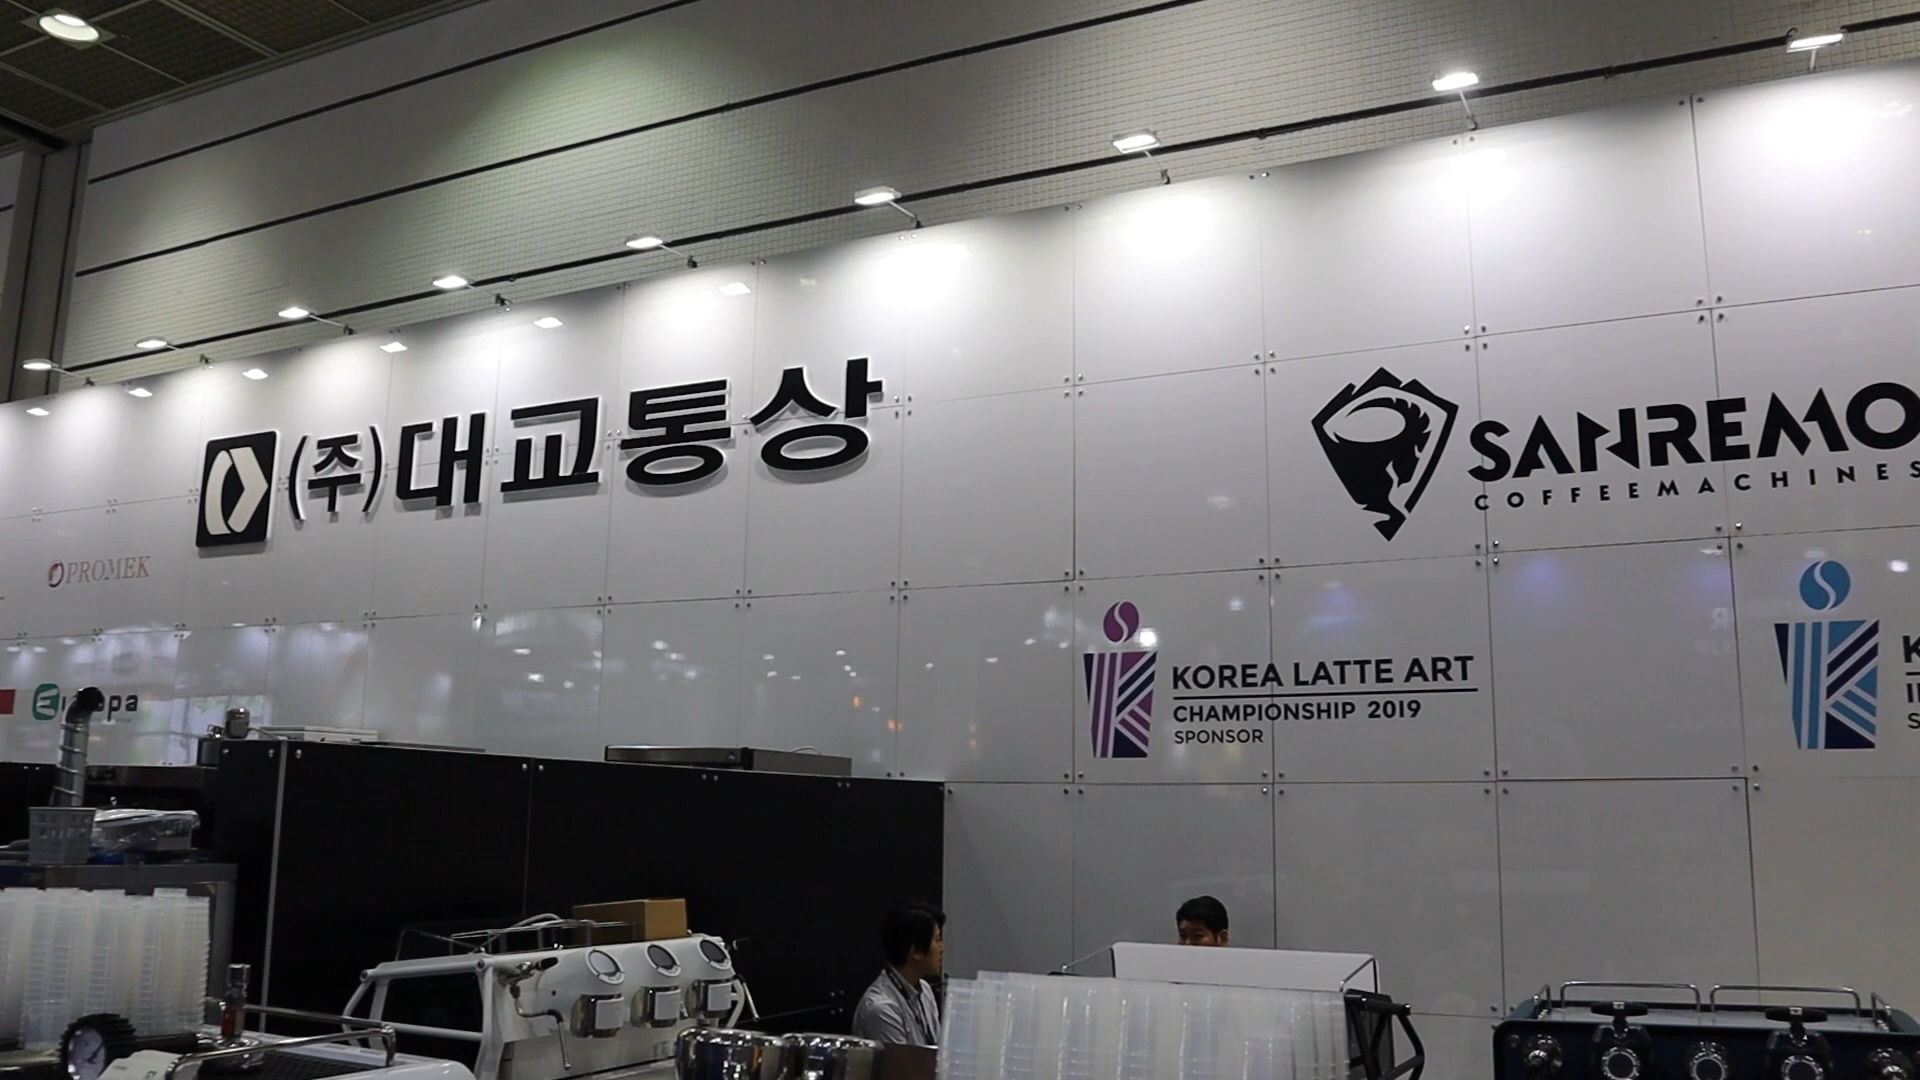 (주)대교통상
SANREMO
COFFEEMACHINES
PROMEK
KOREA LATTE ART
CHAMPIONSHIP 2019
SPONSOR